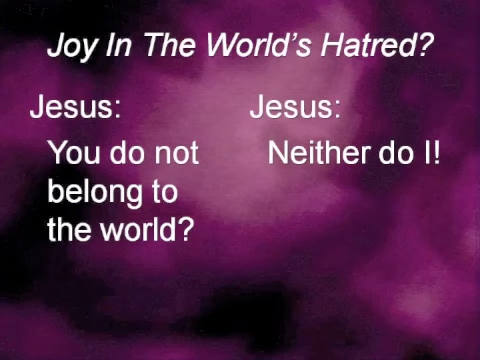 Joy In The World's Hatred?
Jesus:
You do not
belong to
the world?
Jesus:
Neither do I!